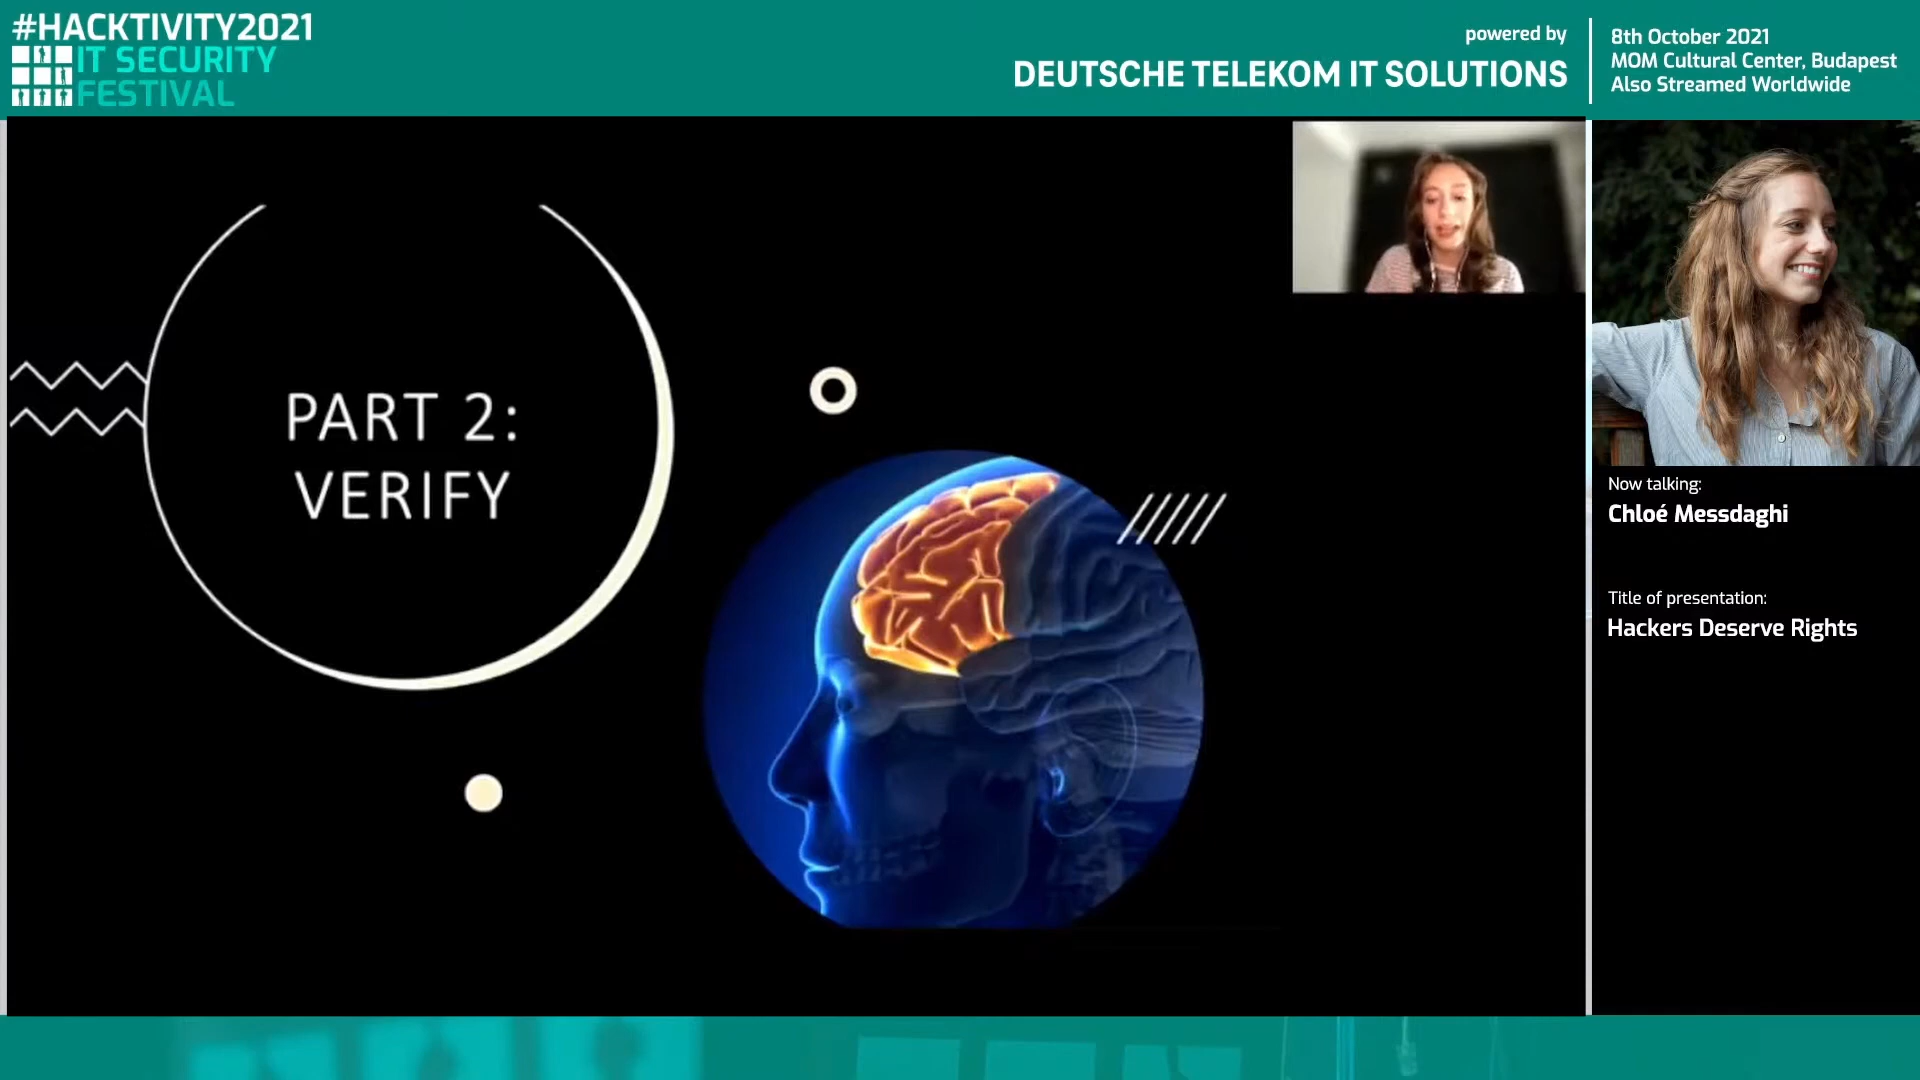 #HACKTIVITY2021
IT SECURITY
FESTIVAL
powered by
DEUTSCHE TELEKOM IT SOLUTIONS
8th October 2021
MOM Cultural Center, Budapest
Also Streamed Worldwide
PART 2:
VERIFY
Now talking:
Chloé Messdaghi
Title of presentation:
Hackers Deserve Rights